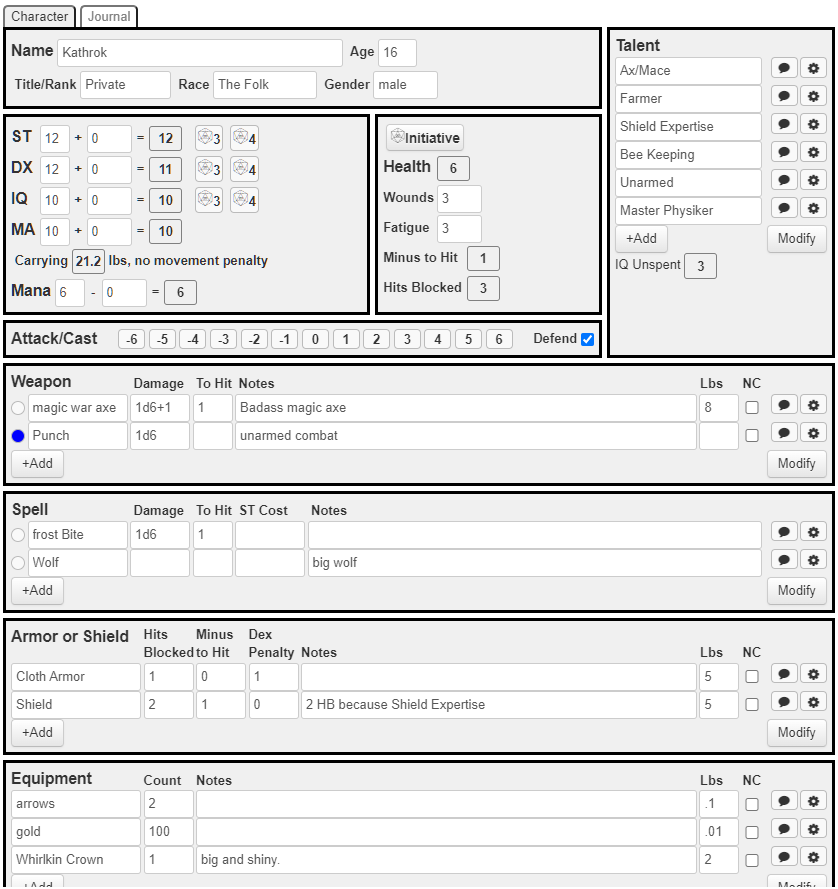 Character Journal
Name Kathrok Age 16
Title/Rank Private Race The Folk Gender male
ST 12 + 0 = 12 3 4
DX 12 + 0 = 11 3 4
IQ 10 + 0 = 10 3 4
MA 10 + 0 = 10
Carrying 21.2 lbs, no movement penalty
Mana 6 - 0 = 6
Initiative
Health 6
Wounds 3
Fatigue 3
Minus to Hit 1
Hits Blocked 3
Talent
Ax/Mace
Farmer
Shield Expertise
Bee Keeping
Unarmed
Master Physiker
+Add Modify
IQ Unspent 3
Attack/Cast -6 -5 -4 -3 -2 -1 0 1 2 3 4 5 6 Defend
Weapon Damage To Hit Notes Lbs NC
magic war axe 1d6+1 1 Badass magic axe 8
Punch 1d6 unarmed combat
+Add Modify
Spell Damage To Hit ST Cost Notes
frost Bite 1d6 1
Wolf big wolf
+Add Modify
Armor or Shield Hits Blocked Minus to Hit Dex Penalty Notes Lbs NC
Cloth Armor 1 0 1 5
Shield 2 1 0 2 HB because Shield Expertise 5
+Add Modify
Equipment Count Notes Lbs NC
arrows 2 .1
gold 100 .01
Whirlkin Crown 1 big and shiny. 2
+Add Modify